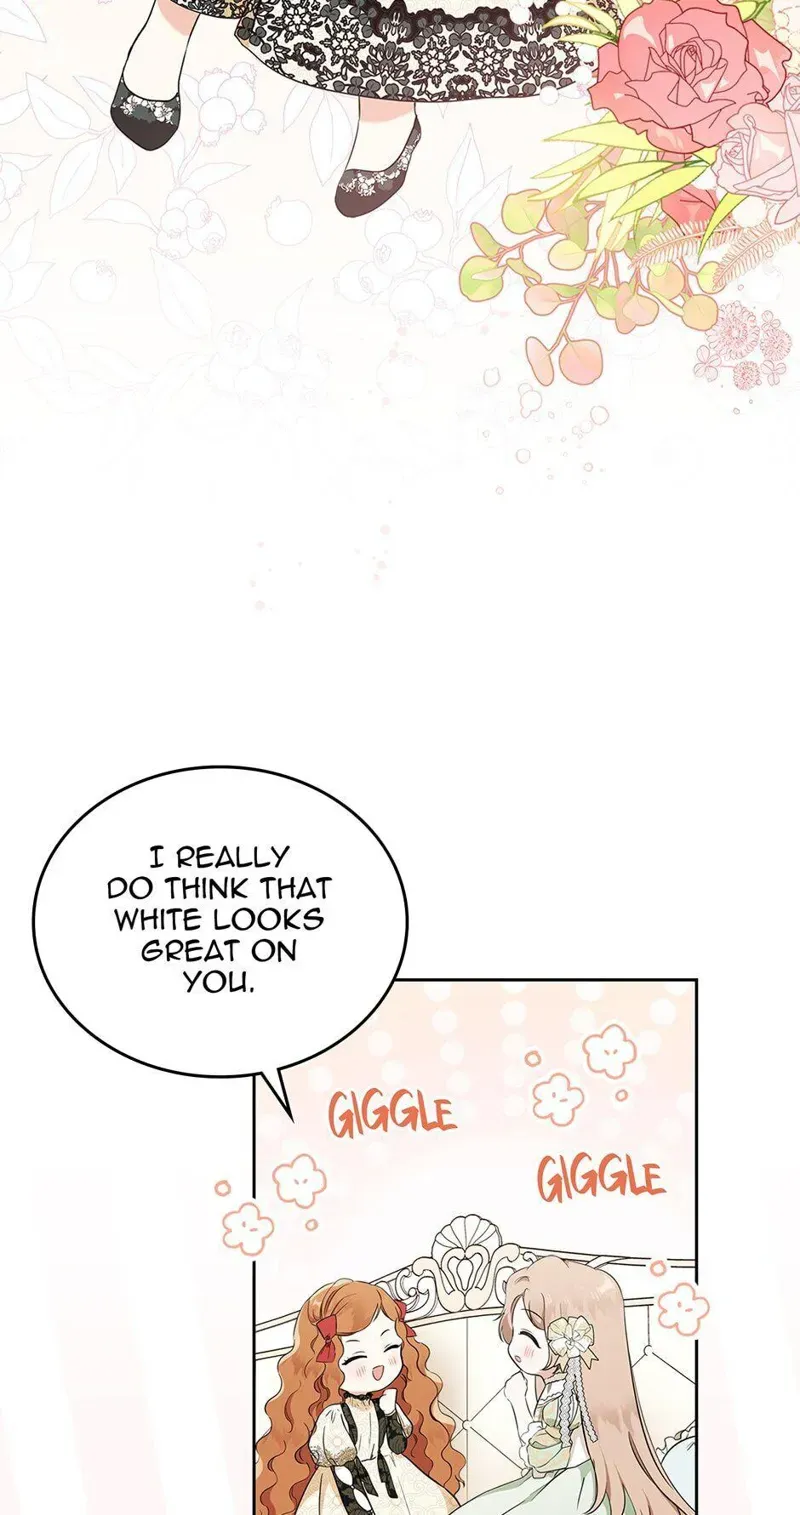 I REALLY
DO THINK THAT
WHITE LOOKS
GREAT ON
YOU.
GIGGLE
GIGGLE